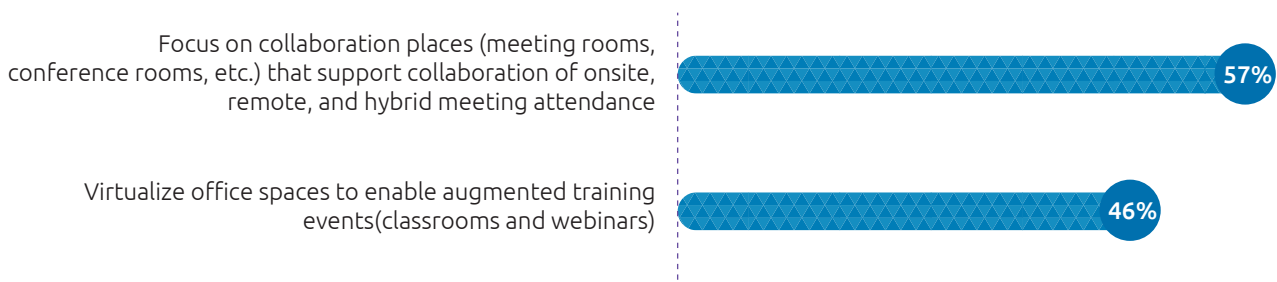 Focus on collaboration places (meeting rooms,
conference rooms, etc.) that support collaboration of onsite,
remote, and hybrid meeting attendance
57%
Virtualize office spaces to enable augmented training
events(classrooms and webinars)
46%